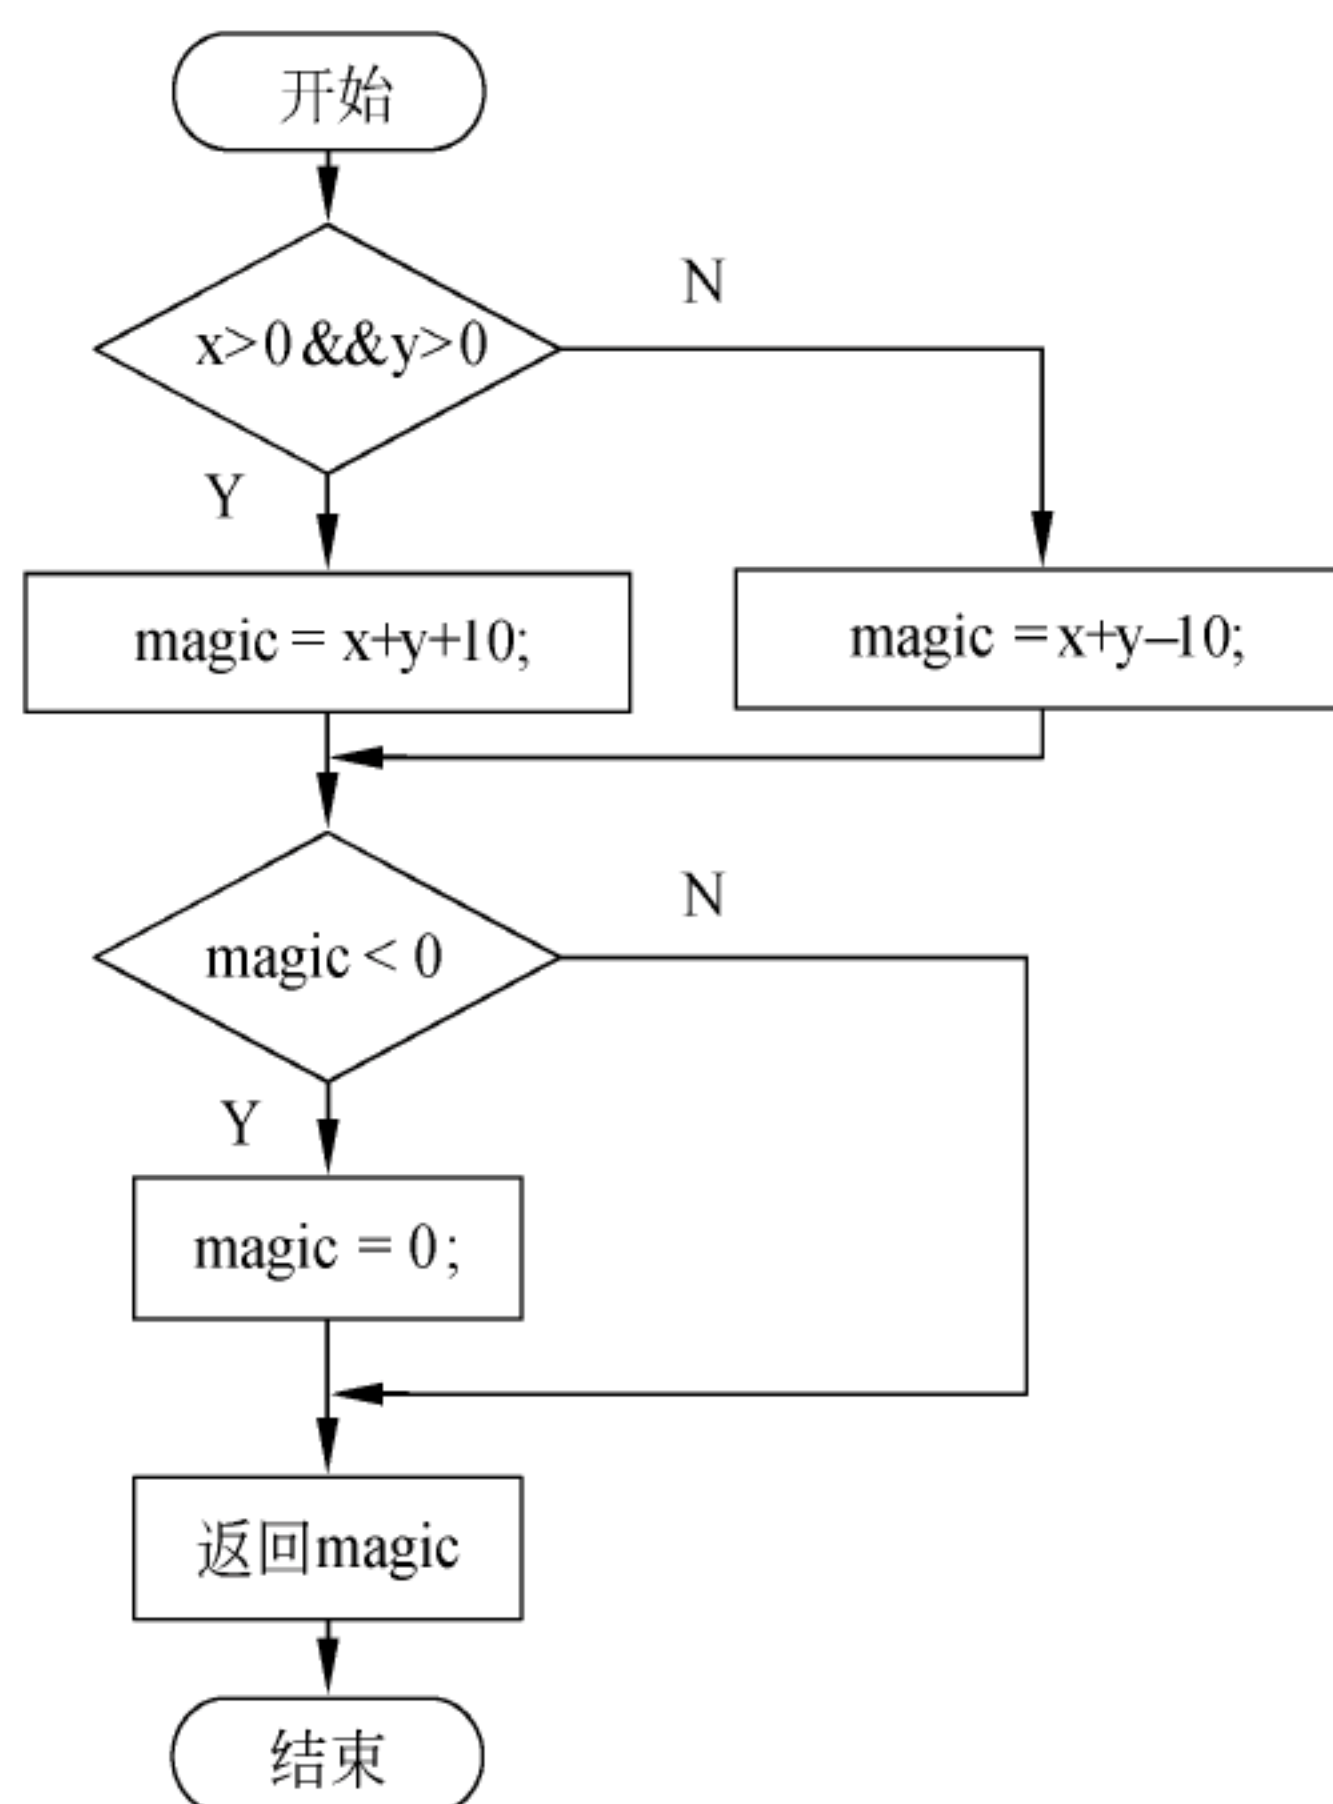 开始
N
x>0&&y>0
Y
magic = x+y+10;
magic =x+y–10;
N
magic < 0
Y
magic = 0;
返回magic
结束